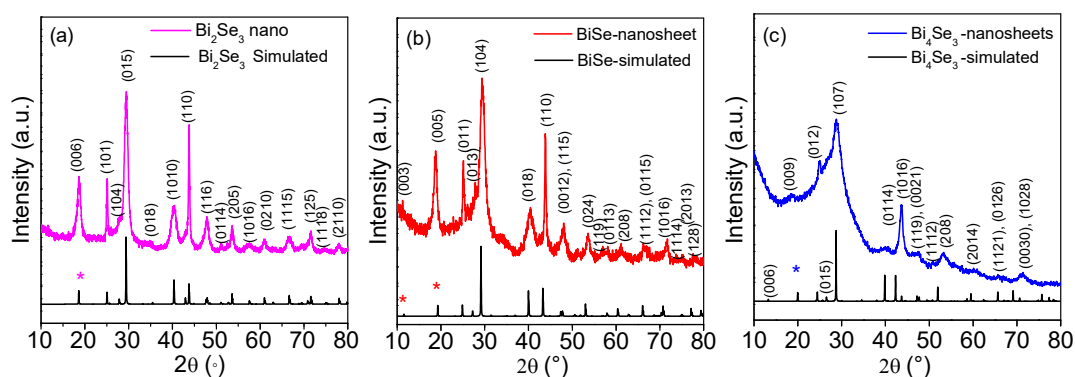 (a)
Bi₂Se₃ nano
Bi₂Se₃ Simulated
Intensity (a.u.)
(006)
(101)
(104)
(015)
(018)
(1010)
(110)
(116)
(0114)
(205)
(1016)
(0210)
(1115)
(125)
(1118)
(2110)
*
10 20 30 40 50 60 70 80
2θ (°)
(b)
BiSe-nanosheet
BiSe-simulated
Intensity (a.u.)
(003)
(005)
(011)
(013)
(104)
(018)
(110)
(0012), (115)
(024)
(119)
(0113)
(208)
(1112), (0115)
(1016)
(1114)
(128)
(2013)
* *
10 20 30 40 50 60 70 80
2θ (°)
(c)
Bi₄Se₃ -nanosheets
Bi₄Se₃ -simulated
Intensity (a.u.)
(006)
(009)
(012)
(015)
(107)
(0114)
(1016)
(119), (0021)
(1112)
(208)
(2014)
(1121), (0126)
(0030), (1028)
*
10 20 30 40 50 60 70 80
2θ (°)